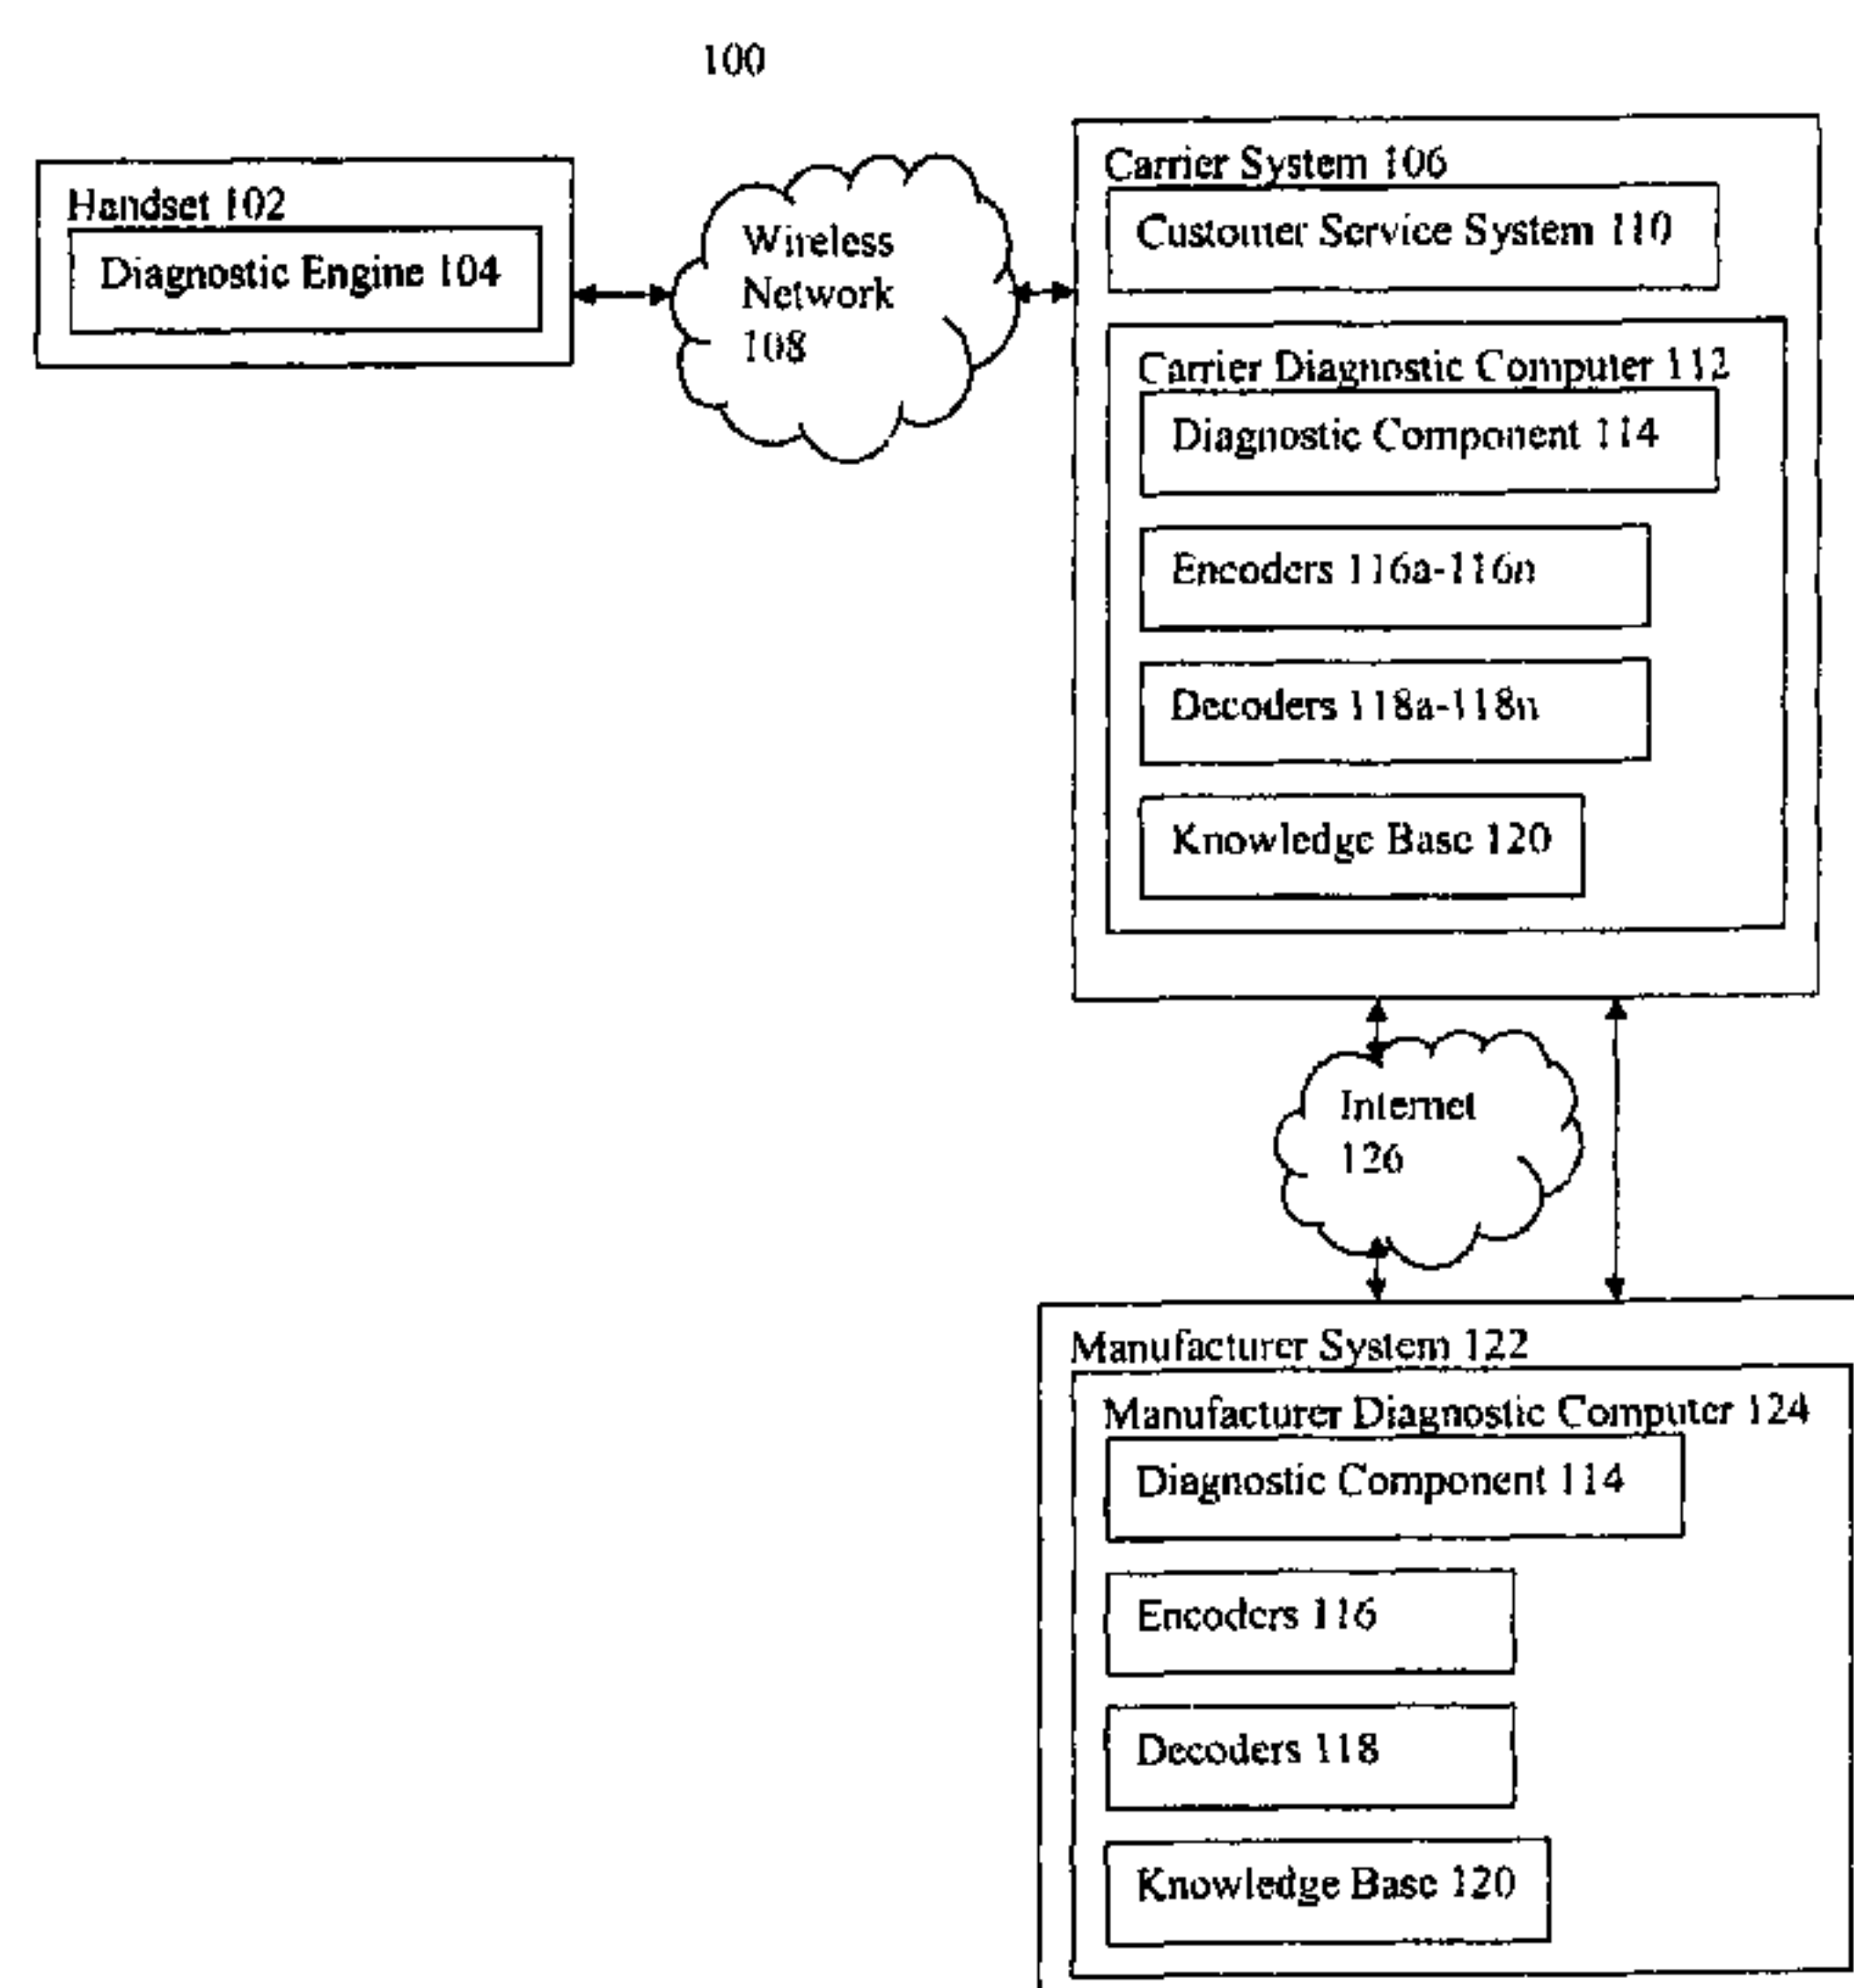 100
Handset 102
Diagnostic Engine 104
Wireless
Network
108
Carrier System 106
Customer Service System 110
Carrier Diagnostic Computer 112
Diagnostic Component 114
Encoders 116a-116n
Decoders 118a-118n
Knowledge Base 120
Internet
126
Manufacturer System 122
Manufacturer Diagnostic Computer 124
Diagnostic Component 114
Encoders 116
Decoders 118
Knowledge Base 120